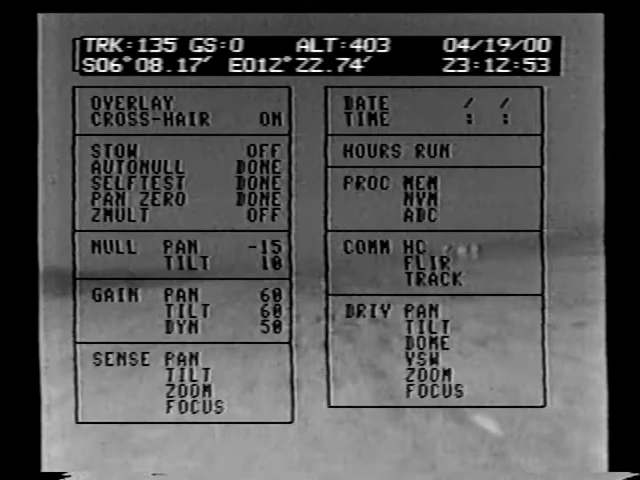 TRK:135 GS:0 ALT:403 04/19/00
S06°08.17' E012°22.74' 23:12:53
OVERLAY
CROSS-HAIR ON
STOW OFF
AUTONULL DONE
SELFTEST DONE
PAN ZERO DONE
ZMULT OFF
NULL PAN -15
TILT 10
GAIN PAN 60
TILT 60
DYN 50
SENSE PAN
TILT
ZOOM
FOCUS
DATE / /
TIME : :
HOURS RUN
PROC MEM
NVM
ADC
COMM HC
FLIR
TRACK
DRIV PAN
TILT
DOME
VSW
ZOOM
FOCUS